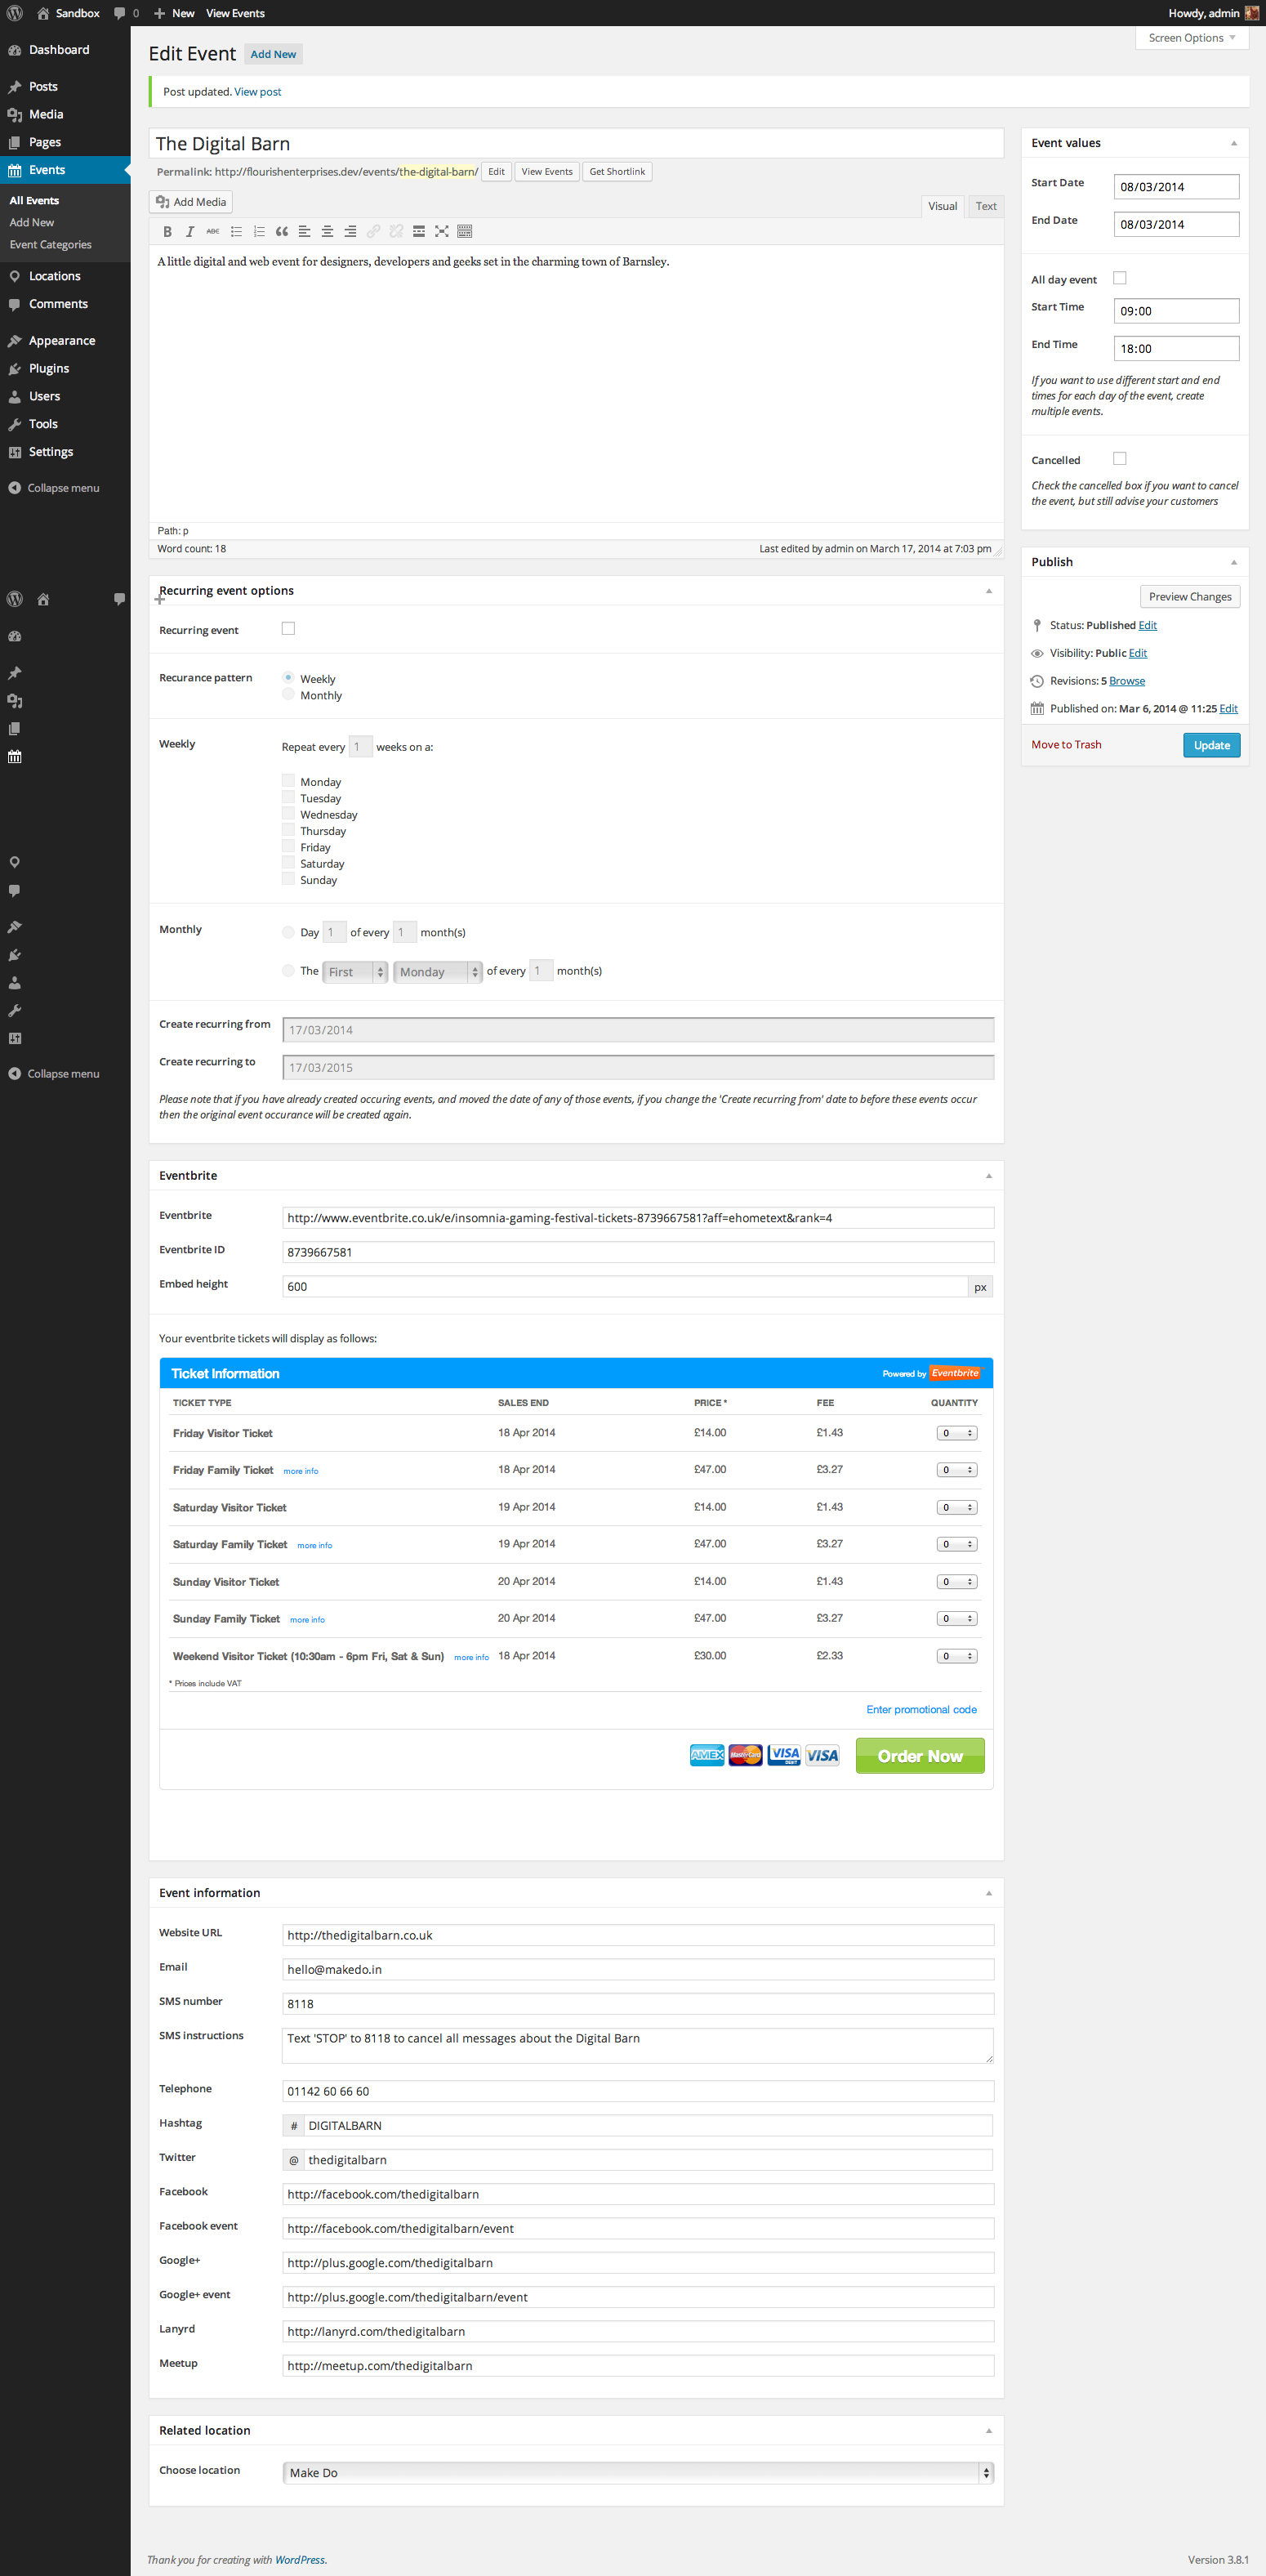 Sandbox 0 New View Events Howdy, admin
Dashboard
Posts
Media
Pages
Events
All Events
Add New
Event Categories
Locations
Comments
Appearance
Plugins
Users
Tools
Settings
Collapse menu
Collapse menu
Screen Options
Edit Event Add New
Post updated. View post
The Digital Barn
Permalink: http://flourishenterprises.dev/events/the-digital-barn/ Edit View Events Get Shortlink
Add Media
Visual Text
B I ABC
A little digital and web event for designers, developers and geeks set in the charming town of Barnsley.
Path: p
Word count: 18 Last edited by admin on March 17, 2014 at 7:03 pm
Recurring event options
Recurring event
Recurance pattern Weekly
Monthly
Weekly Repeat every 1 weeks on a:
Monday
Tuesday
Wednesday
Thursday
Friday
Saturday
Sunday
Monthly Day 1 of every 1 month(s)
The First Monday of every 1 month(s)
Create recurring from 17/03/2014
Create recurring to 17/03/2015
Please note that if you have already created occuring events, and moved the date of any of those events, if you change the 'Create recurring from' date to before these events occur
then the original event occurance will be created again.
Eventbrite
Eventbrite http://www.eventbrite.co.uk/e/insomnia-gaming-festival-tickets-8739667581?aff=ehometext&rank=4
Eventbrite ID 8739667581
Embed height 600 px
Your eventbrite tickets will display as follows:
Ticket Information Powered by Eventbrite
TICKET TYPE SALES END PRICE * FEE QUANTITY
Friday Visitor Ticket 18 Apr 2014 £14.00 £1.43 0
Friday Family Ticket more info 18 Apr 2014 £47.00 £3.27 0
Saturday Visitor Ticket 19 Apr 2014 £14.00 £1.43 0
Saturday Family Ticket more info 19 Apr 2014 £47.00 £3.27 0
Sunday Visitor Ticket 20 Apr 2014 £14.00 £1.43 0
Sunday Family Ticket more info 20 Apr 2014 £47.00 £3.27 0
Weekend Visitor Ticket (10:30am - 6pm Fri, Sat & Sun) more info 18 Apr 2014 £30.00 £2.33 0
* Prices include VAT
Enter promotional code
AMEX MasterCard VISA DEBIT VISA Order Now
Event information
Website URL http://thedigitalbarn.co.uk
Email hello@makedo.in
SMS number 8118
SMS instructions Text 'STOP' to 8118 to cancel all messages about the Digital Barn
Telephone 01142 60 66 60
Hashtag # DIGITALBARN
Twitter @ thedigitalbarn
Facebook http://facebook.com/thedigitalbarn
Facebook event http://facebook.com/thedigitalbarn/event
Google+ http://plus.google.com/thedigitalbarn
Google+ event http://plus.google.com/thedigitalbarn/event
Lanyrd http://lanyrd.com/thedigitalbarn
Meetup http://meetup.com/thedigitalbarn
Related location
Choose location Make Do
Event values
Start Date 08/03/2014
End Date 08/03/2014
All day event
Start Time 09:00
End Time 18:00
If you want to use different start and end
times for each day of the event, create
multiple events.
Cancelled
Check the cancelled box if you want to cancel
the event, but still advise your customers
Publish
Preview Changes
Status: Published Edit
Visibility: Public Edit
Revisions: 5 Browse
Published on: Mar 6, 2014 @ 11:25 Edit
Move to Trash Update
Thank you for creating with WordPress. Version 3.8.1